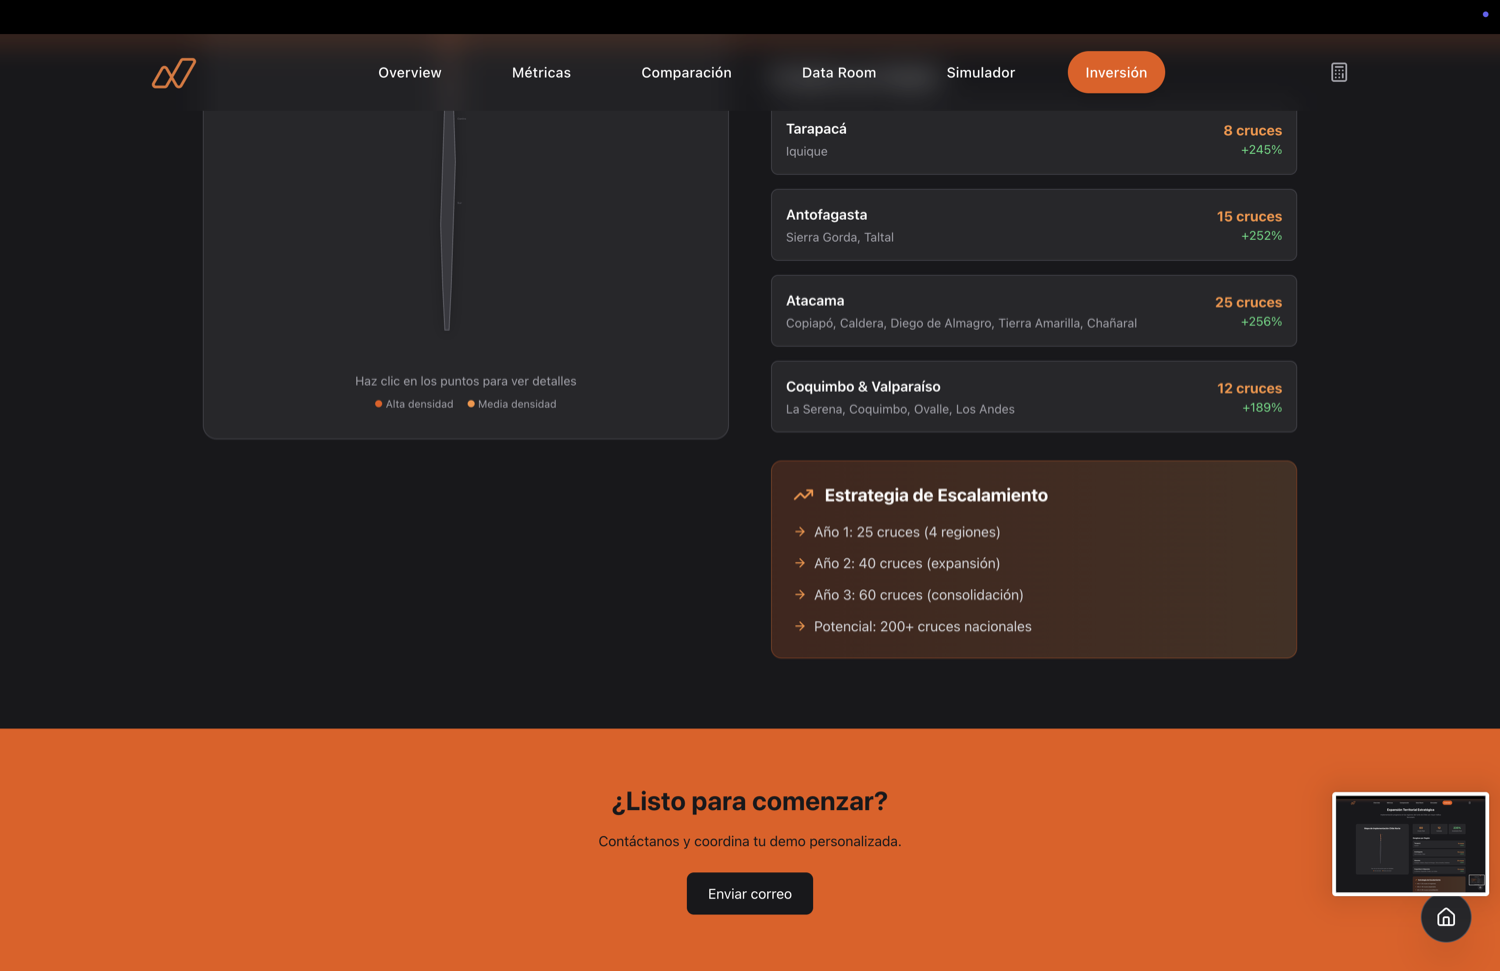 Overview
Métricas
Comparación
Data Room
Simulador
Inversión
Tarapacá
8 cruces
Iquique
+245%
Antofagasta
15 cruces
Sierra Gorda, Taltal
+252%
Atacama
25 cruces
Copiapó, Caldera, Diego de Almagro, Tierra Amarilla, Chañaral
+256%
Coquimbo & Valparaíso
12 cruces
La Serena, Coquimbo, Ovalle, Los Andes
+189%
Haz clic en los puntos para ver detalles
Alta densidad
Media densidad
Estrategia de Escalamiento
Año 1: 25 cruces (4 regiones)
Año 2: 40 cruces (expansión)
Año 3: 60 cruces (consolidación)
Potencial: 200+ cruces nacionales
¿Listo para comenzar?
Contáctanos y coordina tu demo personalizada.
Enviar correo
Expansión Territorial Estratégica